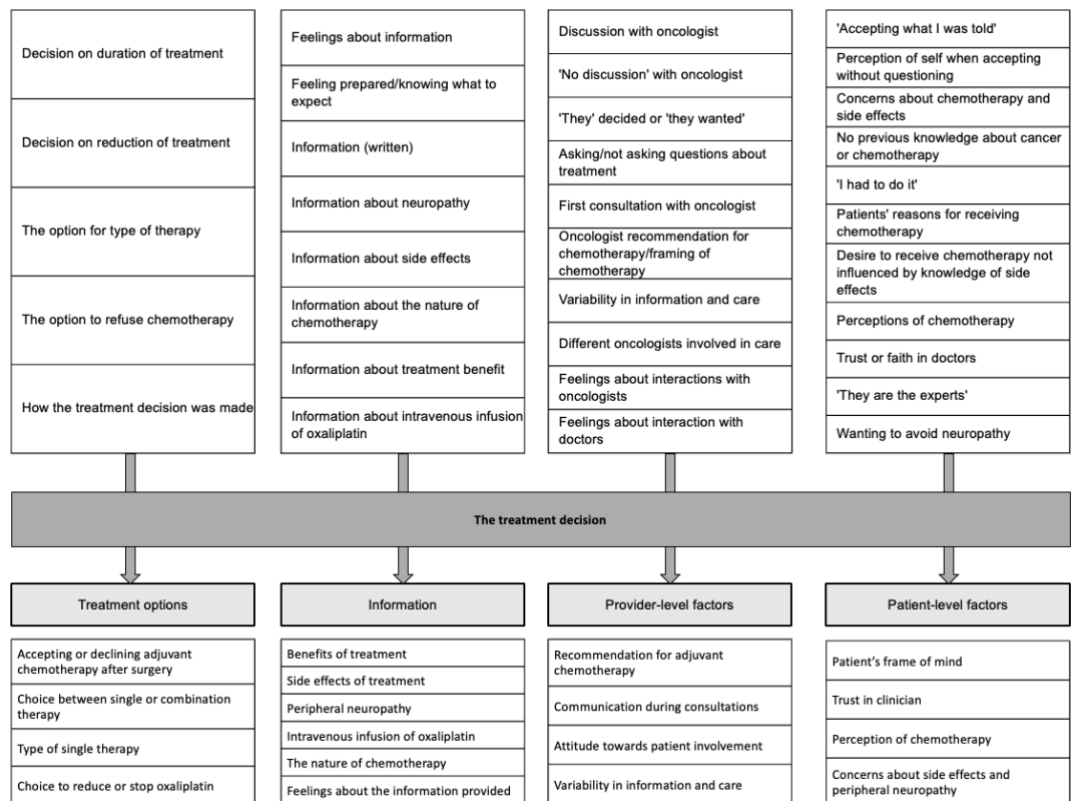 Decision on duration of treatment
Decision on reduction of treatment
The option for type of therapy
The option to refuse chemotherapy
How the treatment decision was made
Feelings about information
Feeling prepared/knowing what to
expect
Information (written)
Information about neuropathy
Information about side effects
Information about the nature of
chemotherapy
Information about treatment benefit
Information about intravenous infusion
of oxaliplatin
Discussion with oncologist
'No discussion' with oncologist
'They' decided or 'they wanted'
Asking/not asking questions about
treatment
First consultation with oncologist
Oncologist recommendation for
chemotherapy/framing of
chemotherapy
Variability in information and care
Different oncologists involved in care
Feelings about interactions with
oncologists
Feelings about interaction with
doctors
'Accepting what I was told'
Perception of self when accepting
without questioning
Concerns about chemotherapy and
side effects
No previous knowledge about cancer
or chemotherapy
'I had to do it'
Patients' reasons for receiving
chemotherapy
Desire to receive chemotherapy not
influenced by knowledge of side
effects
Perceptions of chemotherapy
Trust or faith in doctors
'They are the experts'
Wanting to avoid neuropathy
The treatment decision
Treatment options
Information
Provider-level factors
Patient-level factors
Accepting or declining adjuvant
chemotherapy after surgery
Choice between single or combination
therapy
Type of single therapy
Choice to reduce or stop oxaliplatin
Benefits of treatment
Side effects of treatment
Peripheral neuropathy
Intravenous infusion of oxaliplatin
The nature of chemotherapy
Feelings about the information provided
Recommendation for adjuvant
chemotherapy
Communication during consultations
Attitude towards patient involvement
Variability in information and care
Patient's frame of mind
Trust in clinician
Perception of chemotherapy
Concerns about side effects and
peripheral neuropathy